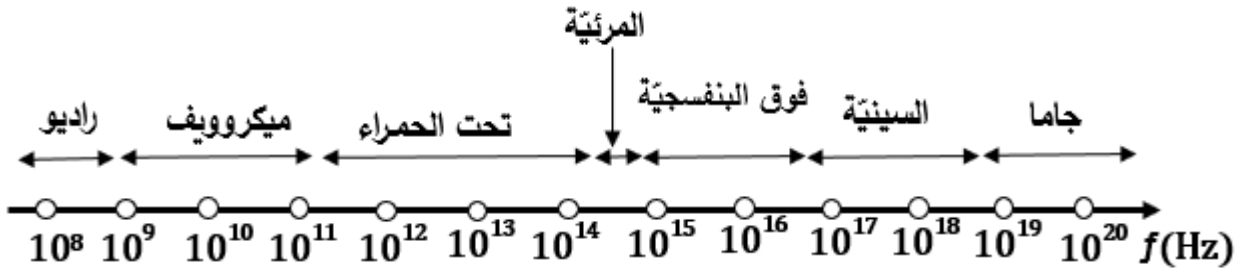 المرئيّة
راديو ميكروويف تحت الحمراء فوق البنفسجيّة السينيّة جاما
10⁸ 10⁹ 10¹⁰ 10¹¹ 10¹² 10¹³ 10¹⁴ 10¹⁵ 10¹⁶ 10¹⁷ 10¹⁸ 10¹⁹ 10²⁰ f(Hz)